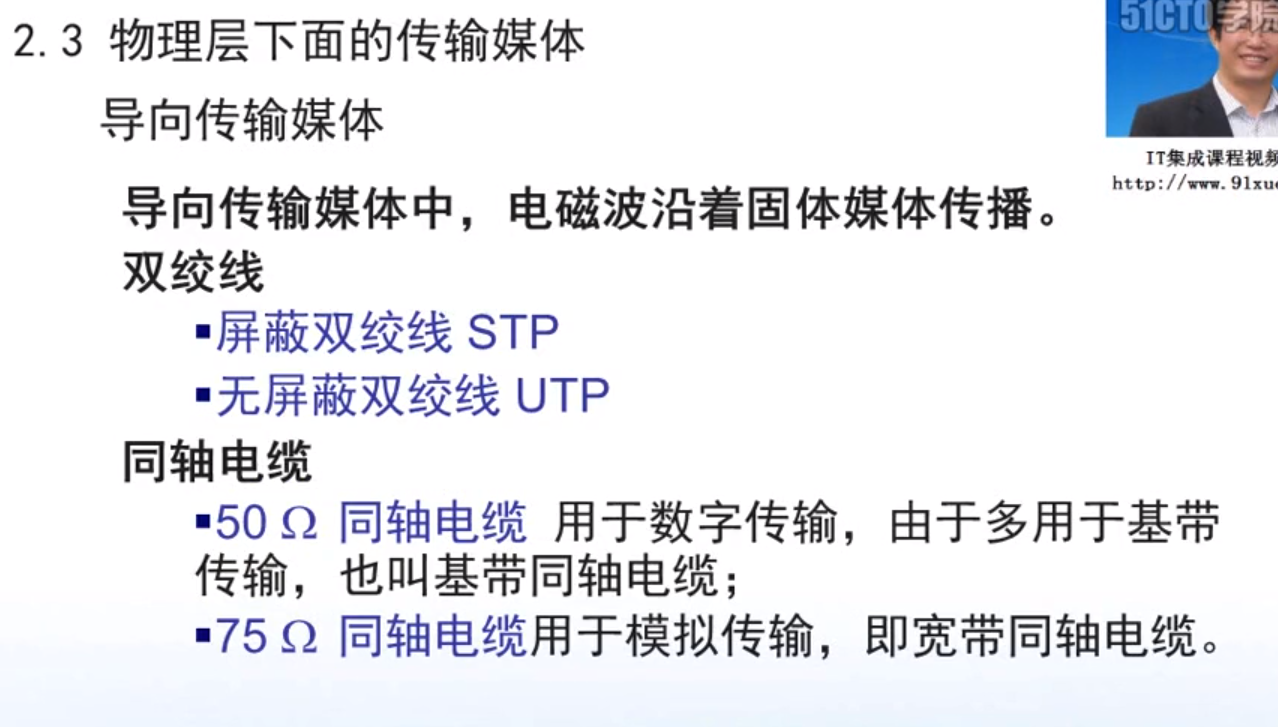 2.3 物理层下面的传输媒体
51CTO学院
导向传输媒体
IT集成课程视频
http://www.91xue
导向传输媒体中，电磁波沿着固体媒体传播。
双绞线
▪屏蔽双绞线 STP
▪无屏蔽双绞线 UTP
同轴电缆
▪50 Ω 同轴电缆 用于数字传输，由于多用于基带
传输，也叫基带同轴电缆；
▪75 Ω 同轴电缆用于模拟传输，即宽带同轴电缆。